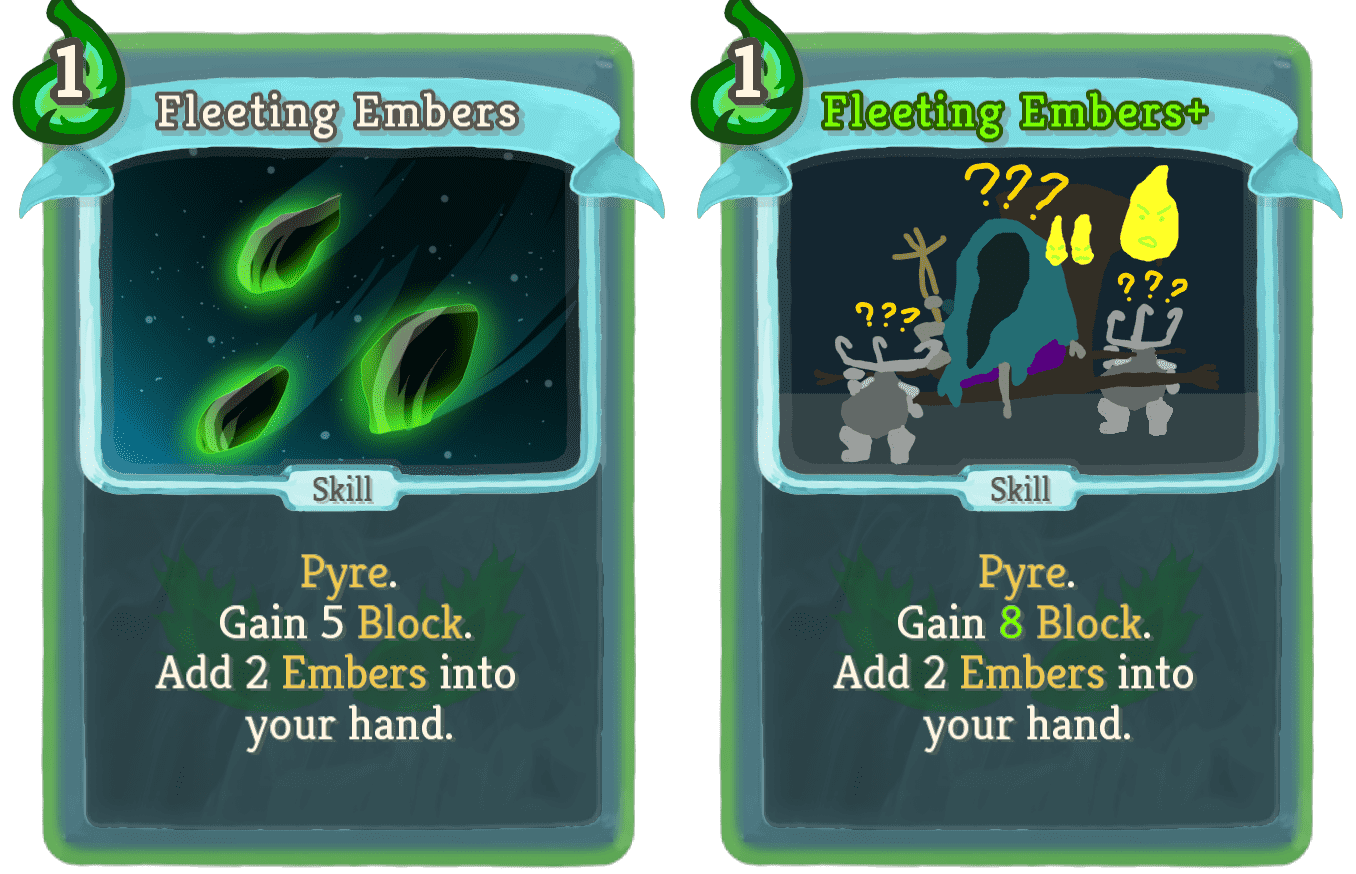 1
Fleeting Embers
Skill
Pyre.
Gain 5 Block.
Add 2 Embers into
your hand.
1
Fleeting Embers+
???
???
???
Skill
Pyre.
Gain 8 Block.
Add 2 Embers into
your hand.